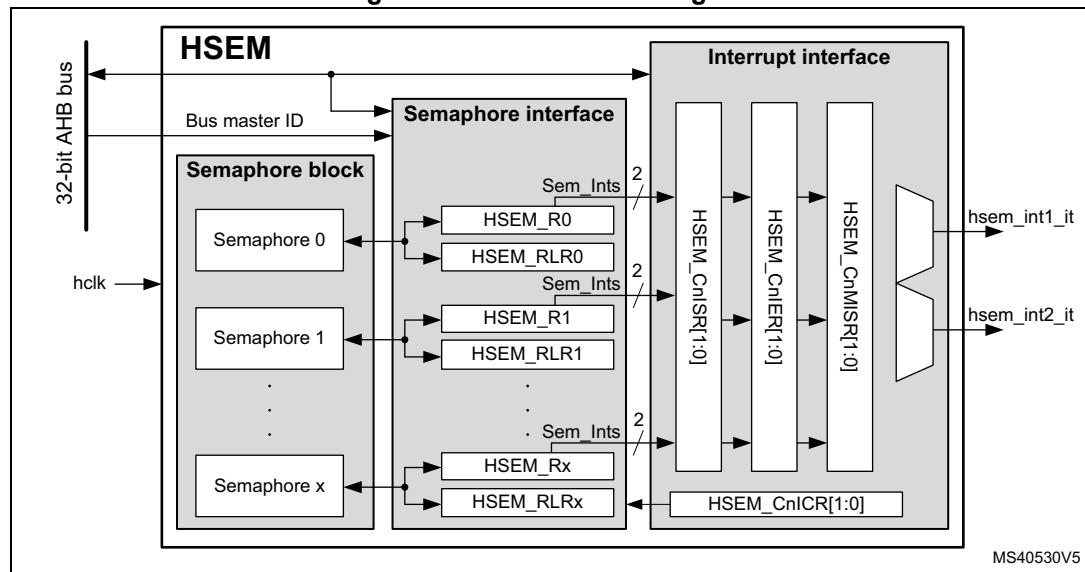 HSEM
Interrupt interface
32-bit AHB bus
Bus master ID
Semaphore interface
Semaphore block
Sem_Ints
2
HSEM_R0
Semaphore 0
HSEM_RLR0
hclk
Sem_Ints
2
HSEM_R1
Semaphore 1
HSEM_RLR1
.
.
.
.
.
.
Sem_Ints
2
HSEM_Rx
Semaphore x
HSEM_RLRx
HSEM_CnISR[1:0]
HSEM_CnIER[1:0]
HSEM_CnMISR[1:0]
HSEM_CnICR[1:0]
hsem_int1_it
hsem_int2_it
MS40530V5